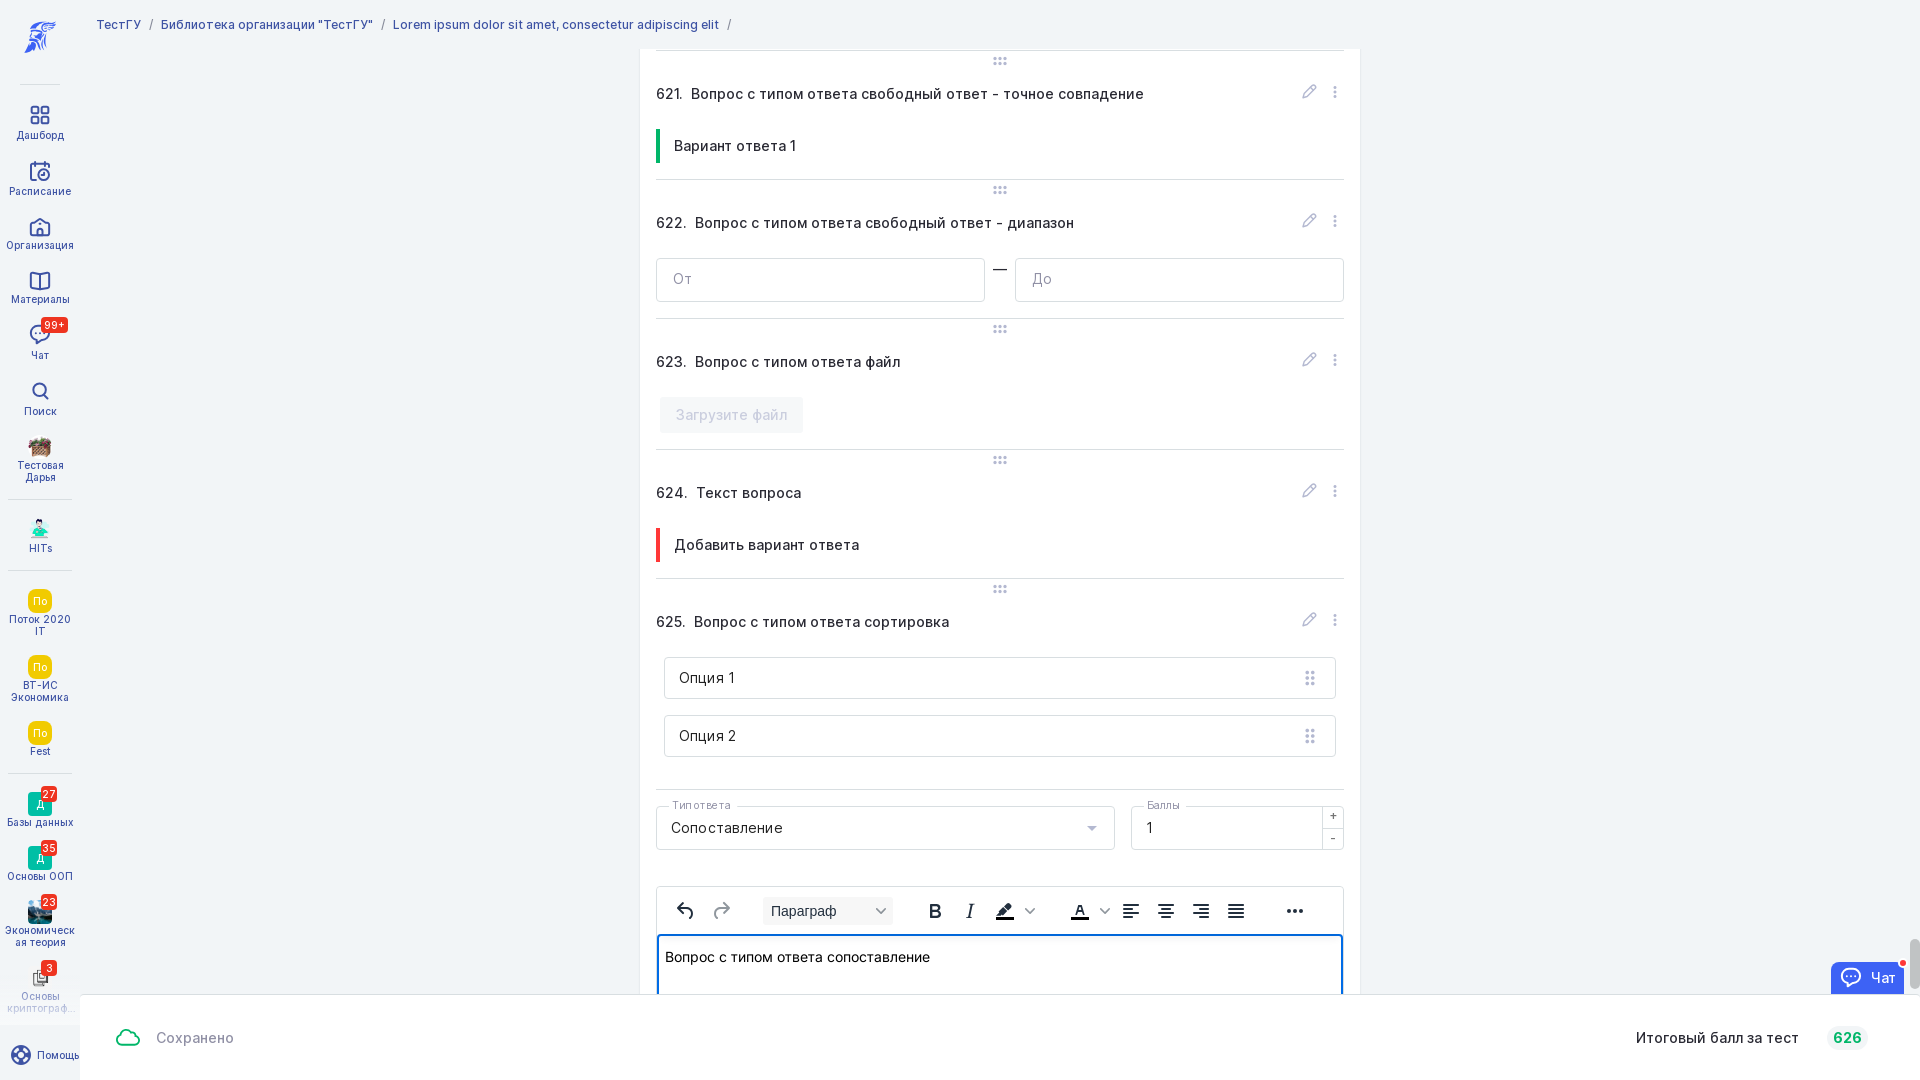 ТестГУ / Библиотека организации "ТестГУ" / Lorem ipsum dolor sit amet, consectetur adipiscing elit /
Дашборд
Расписание
Организация
Материалы
99+
Чат
Поиск
Тестовая
Дарья
HITs
По
Поток 2020
IT
По
ВТ-ИС
Экономика
По
Fest
27
Д
Базы данных
35
Д
Основы ООП
23
Экономическ
ая теория
3
Основы
криптограф...
Помощь
621. Вопрос с типом ответа свободный ответ - точное совпадение
Вариант ответа 1
622. Вопрос с типом ответа свободный ответ - диапазон
От — До
623. Вопрос с типом ответа файл
Загрузите файл
624. Текст вопроса
Добавить вариант ответа
625. Вопрос с типом ответа сортировка
Опция 1
Опция 2
Тип ответа
Сопоставление
Баллы
1
+
-
Параграф
B I A
Вопрос с типом ответа сопоставление
Чат
Сохранено
Итоговый балл за тест 626